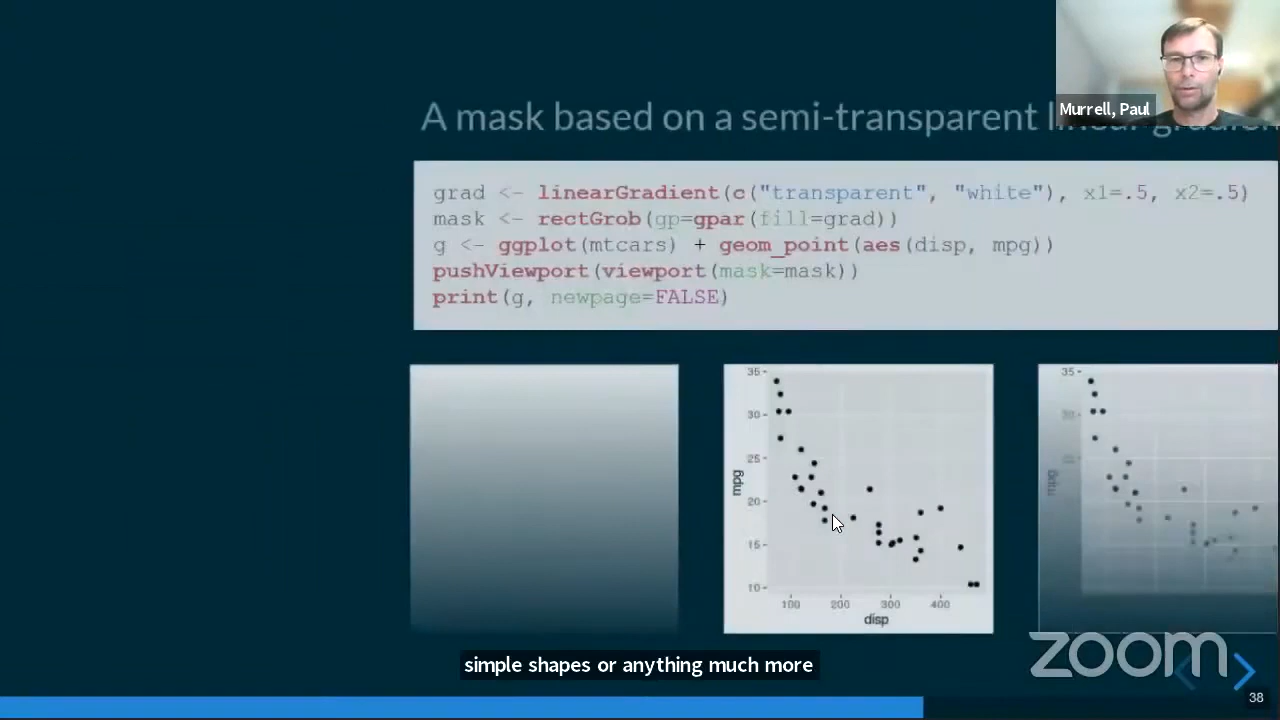 Murrell, Paul
A mask based on a semi-transparent linear gradien
grad <- linearGradient(c("transparent", "white"), x1=.5, x2=.5)
mask <- rectGrob(gp=gpar(fill=grad))
g <- ggplot(mtcars) + geom_point(aes(disp, mpg))
pushViewport(viewport(mask=mask))
print(g, newpage=FALSE)
35
30
25
20
15
10
mpg
100 200 300 400
disp
35
30
25
mpg
simple shapes or anything much more
zoom
38